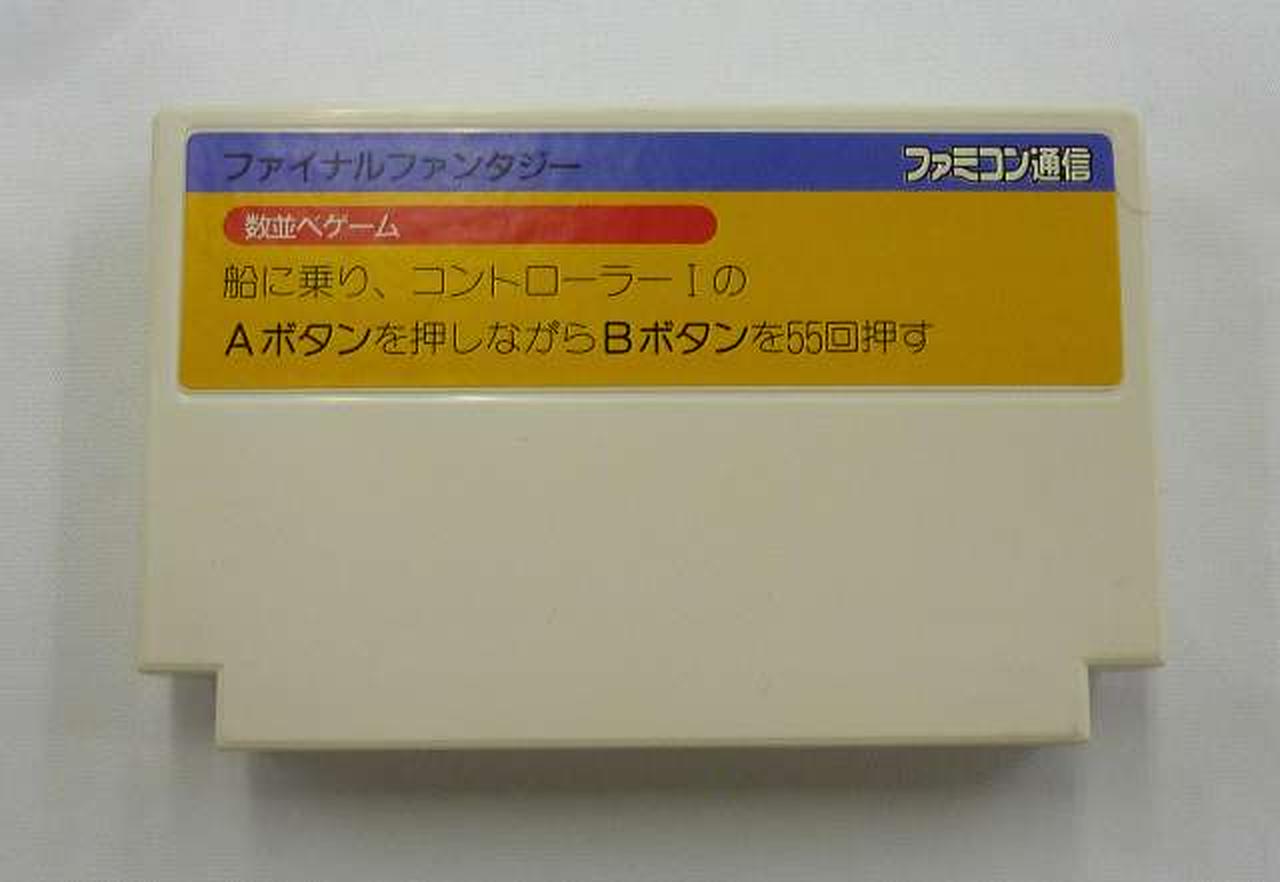 ファイナルファンタジー
ファミコン通信
数並べゲーム
船に乗り、コントローラーIの
Aボタンを押しながらBボタンを55回押す